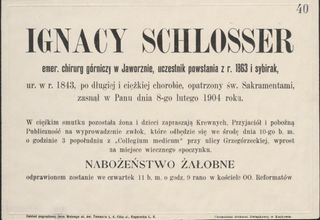 40
IGNACY SCHLOSSER
emer. chirurg górniczy w Jaworznie, uczestnik powstania z r. 1863 i sybirak,
ur. w r. 1843, po długiej i ciężkiej chorobie, opatrzony św. Sakramentami,
zasnął w Panu dnia 8-go lutego 1904 roku.
W ciężkim smutku pozostała żona i dzieci zapraszają Krewnych, Przyjaciół i pobożną
Publiczność na wyprowadzenie zwłok, które odbędzie się we środę dnia 10-go b. m.
o godzinie 3 popołudniu z „Collegium medicum” przy ulicy Grzegórzeckiej, wprost
na miejsce wiecznego spoczynku.
NABOŻEŃSTWO ŻAŁOBNE
odprawionem zostanie we czwartek 11 b. m. o godz. 9 rano w kościele OO. Reformatów